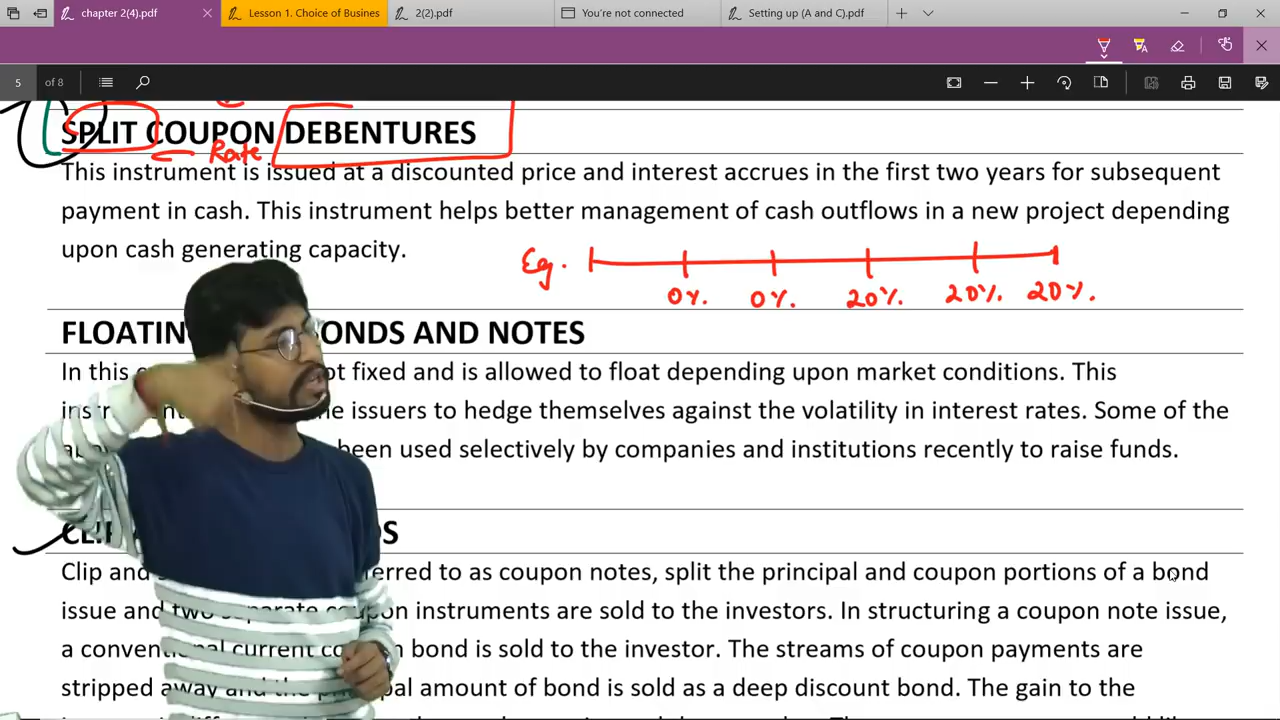 chapter 2(4).pdf
Lesson 1. Choice of Busines
2(2).pdf
You're not connected
Setting up (A and C).pdf
5 of 8
SPLIT COUPON DEBENTURES
Rate
This instrument is issued at a discounted price and interest accrues in the first two years for subsequent
payment in cash. This instrument helps better management of cash outflows in a new project depending
upon cash generating capacity.
Eg.
0%. 0%. 20%. 20%. 20%.
FLOATIN ONDS AND NOTES
In this ot fixed and is allowed to float depending upon market conditions. This
issuers to hedge themselves against the volatility in interest rates. Some of the
been used selectively by companies and institutions recently to raise funds.
Clip and erred to as coupon notes, split the principal and coupon portions of a bond
issue and two separate coupon instruments are sold to the investors. In structuring a coupon note issue,
a conventional current coupon bond is sold to the investor. The streams of coupon payments are
stripped away and the principal amount of bond is sold as a deep discount bond. The gain to the